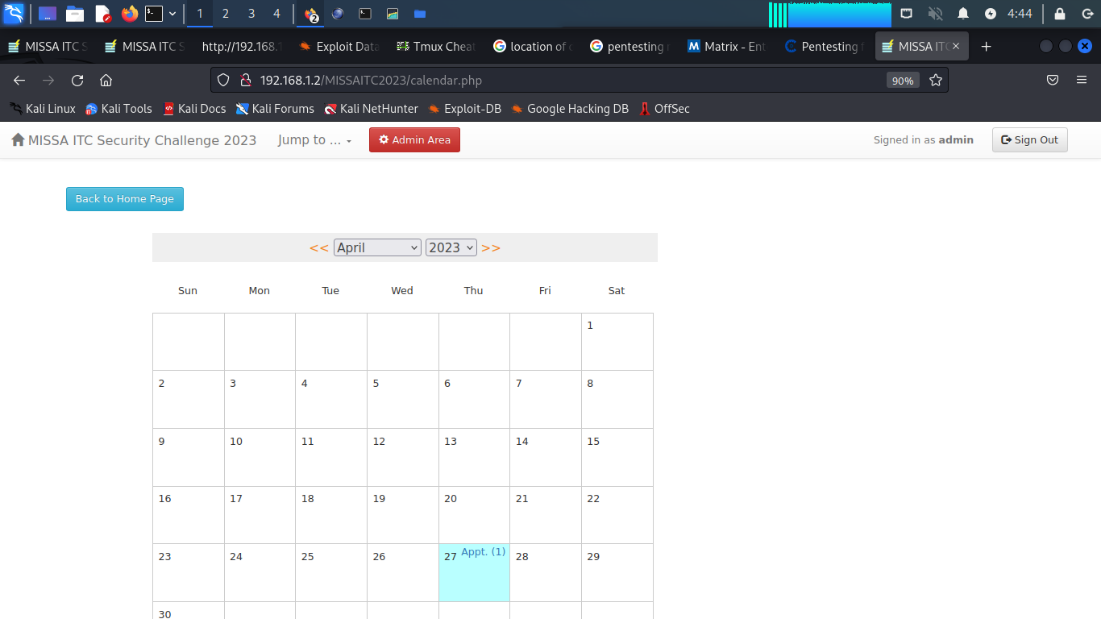 1 2 3 4 2 4:44
MISSA ITC S MISSA ITC S http://192.168.1 Exploit Data Tmux Cheat location of pentesting Matrix - Ent Pentesting MISSA ITC
192.168.1.2/MISSAITC2023/calendar.php 90%
Kali Linux Kali Tools Kali Docs Kali Forums Kali NetHunter Exploit-DB Google Hacking DB OffSec
MISSA ITC Security Challenge 2023 Jump to ... Admin Area Signed in as admin Sign Out
Back to Home Page
<< April 2023 >>
Sun Mon Tue Wed Thu Fri Sat
1
2 3 4 5 6 7 8
9 10 11 12 13 14 15
16 17 18 19 20 21 22
23 24 25 26 27 Appt. (1) 28 29
30